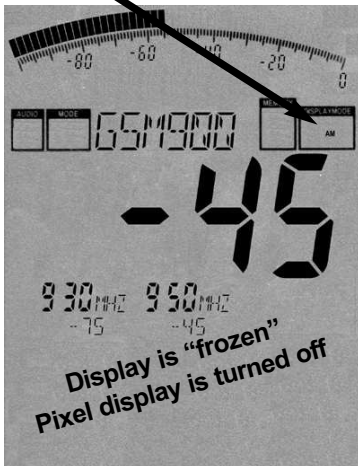 -80 -60 -40 -20 0
AUDIO MODE GSM900 MEMORY DISPLAYMODE
AM
-45
930MHZ 950MHZ
-75 -45
Display is “frozen”
Pixel display is turned off